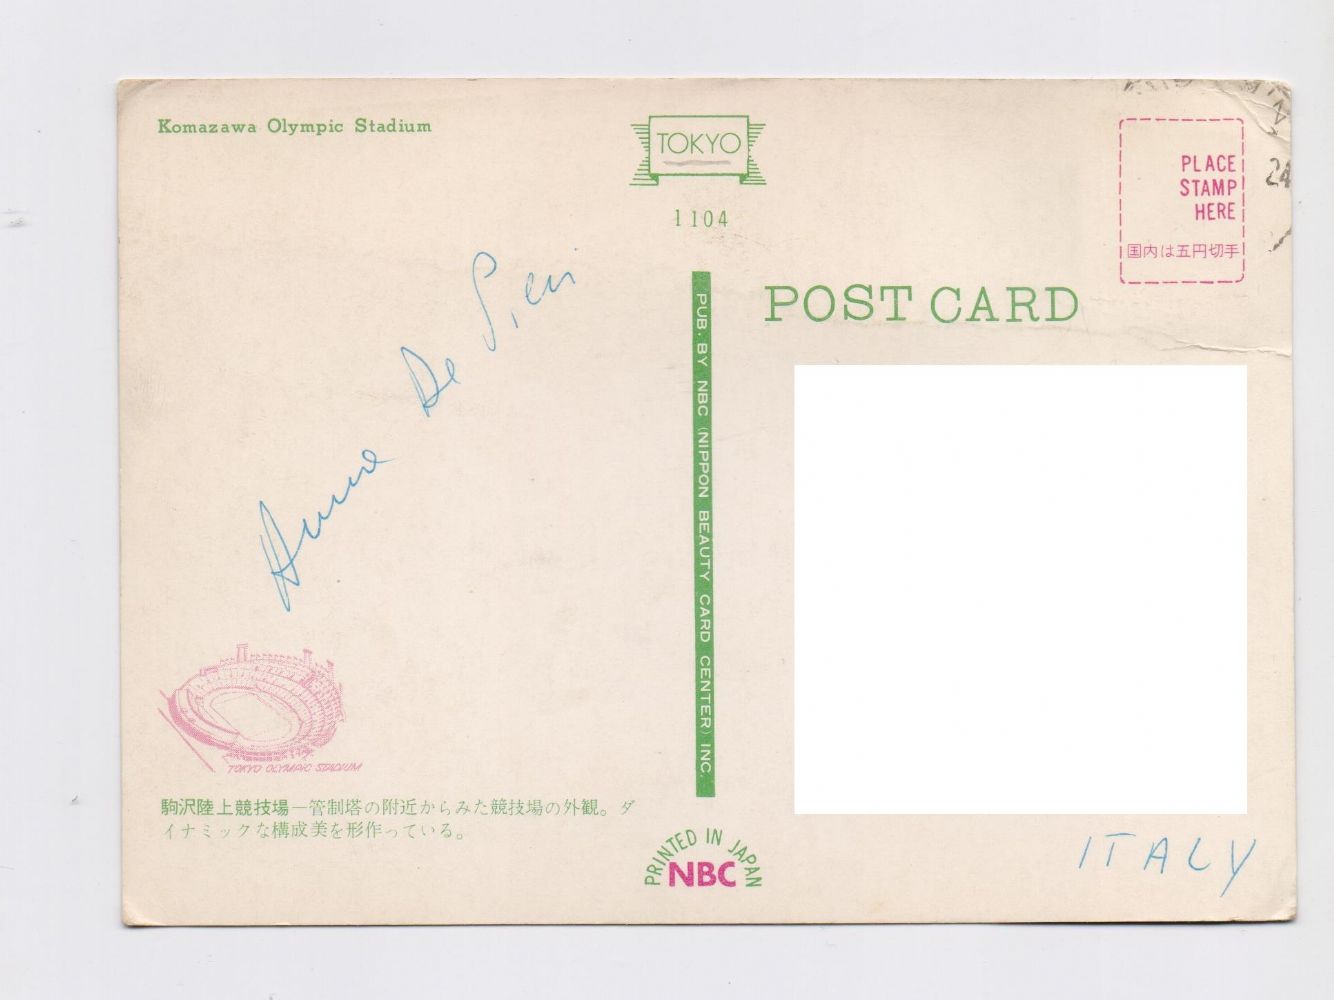 Komazawa Olympic Stadium
TOKYO
1104
PLACE
STAMP
HERE
国内は五円切手
24
POST CARD
PUB. BY NBC (NIPPON BEAUTY CARD CENTER) INC.
De
TOKYO OLYMPIC STADIUM
駒沢陸上競技場—管制塔の附近からみた競技場の外観。ダ
イナミックな構成美を形作っている。
PRINTED IN JAPAN
NBC
ITALY